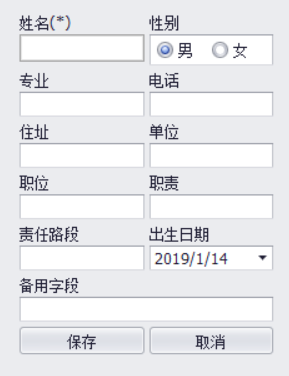 姓名(*) 性别
男 女
专业 电话
住址 单位
职位 职责
责任路段 出生日期
2019/1/14
备用字段
保存 取消